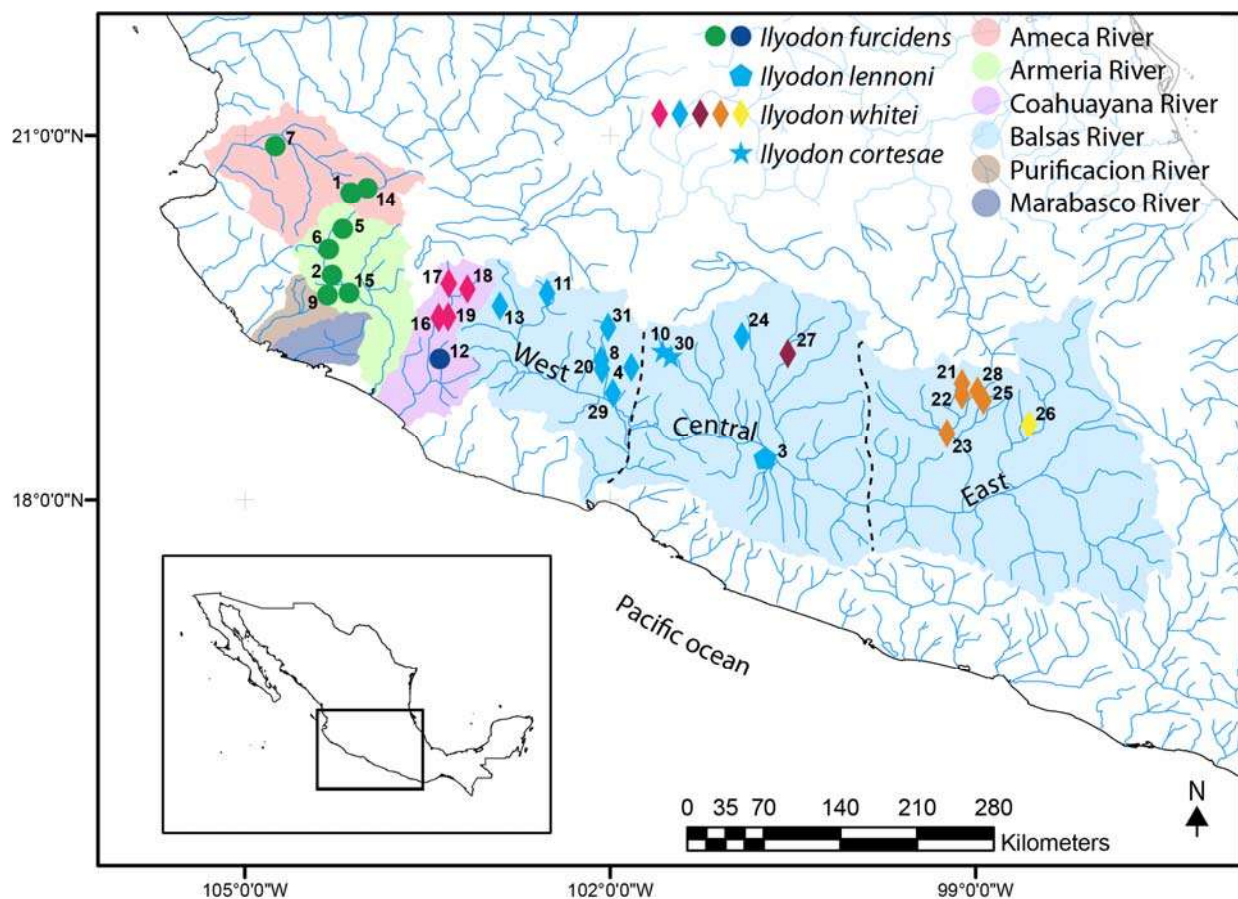 Ilyodon furcidens
Ilyodon lennoni
Ilyodon whitei
Ilyodon cortesae
Ameca River
Armeria River
Coahuayana River
Balsas River
Purificacion River
Marabasco River
21°0'0"N
18°0'0"N
7
1
14
5
6
2
15
9
17
18
16
19
12
13
11
31
8
20
4
29
10
30
24
27
3
21
28
22
25
23
26
West
Central
East
Pacific ocean
0 35 70 140 210 280
Kilometers
N
105°0'0"W
102°0'0"W
99°0'0"W